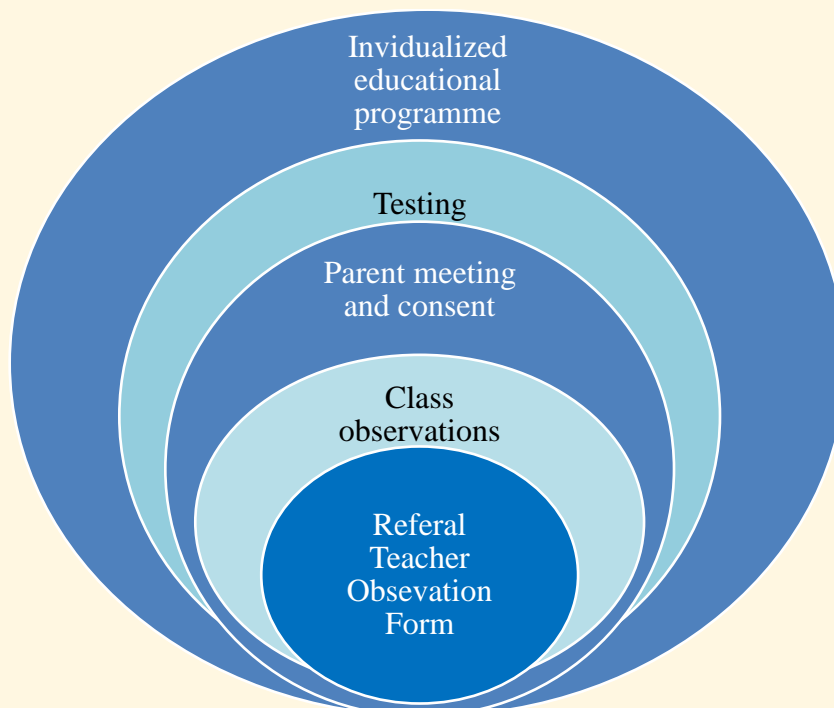 Invidualized
educational
programme
Testing
Parent meeting
and consent
Class
observations
Referal
Teacher
Obsevation
Form